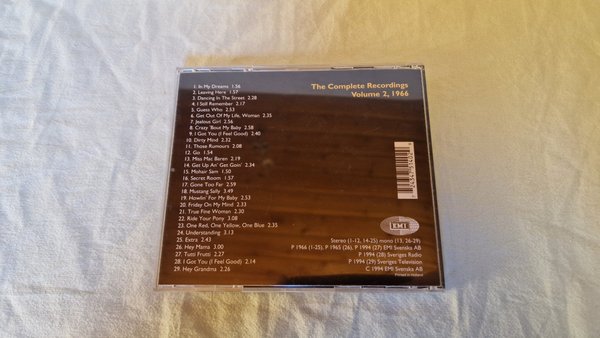 1. In My Dreams 1.56
2. Leaving Here 1.57
3. Dancing In The Street 2.28
4. I Still Remember 2.17
5. Guess Who 2.53
6. Get Out Of My Life, Woman 2.35
7. Jealous Girl 2.56
8. Crazy 'Bout My Baby 2.58
9. I Got You (I Feel Good) 2.40
10. Dirty Mind 2.32
11. Those Rumours 2.08
12. Go 1.54
13. Miss Mac Baren 2.19
14. Get Up An' Get Goin' 2.34
15. Mohair Sam 1.50
16. Secret Room 1.57
17. Gone Too Far 2.59
18. Mustang Sally 3.49
19. Howlin' For My Baby 2.53
20. Friday On My Mind 2.33
21. True Fine Woman 2.30
22. Ride Your Pony 3.08
23. One Red, One Yellow, One Blue 2.35
24. Understanding 3.13
25. Extra 2.43
26. Hey Mama 3.00
27. Tutti Frutti 2.31
28. I Got You (I Feel Good) 2.14
29. Hey Grandma 2.26
The Complete Recordings
Volume 2, 1966
EMI
Stereo (1-12, 14-25) mono (13, 26-29)
P 1966 (1-25), P 1965 (26), P 1994 (27) EMI Svenska AB
P 1994 (28) Sveriges Radio
P 1994 (29) Sveriges Television
C 1994 EMI Svenska AB
Printed in Holland